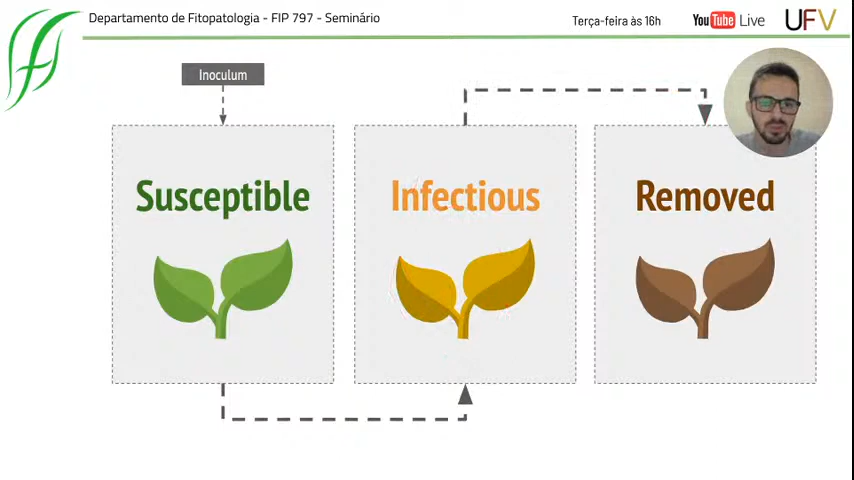 Departamento de Fitopatologia - FIP 797 - Seminário
Terça-feira às 16h
YouTube Live
UFV
Inoculum
Susceptible
Infectious
Removed